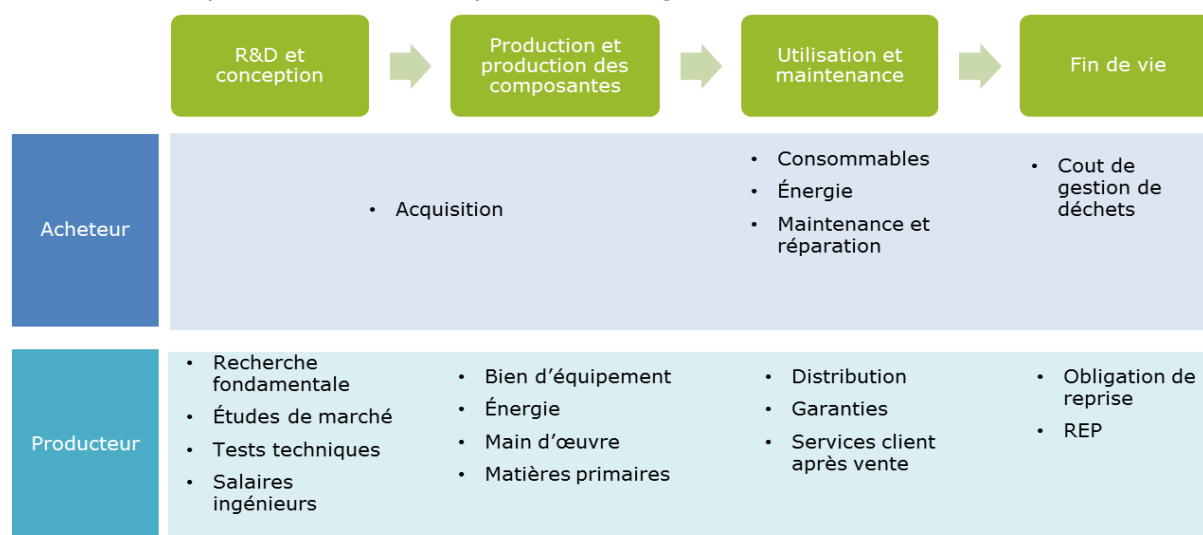 R&D et
conception
Production et
production des
composantes
Utilisation et
maintenance
Fin de vie
Acheteur
• Acquisition
• Consommables
• Énergie
• Maintenance et
réparation
• Cout de
gestion de
déchets
Producteur
• Recherche
fondamentale
• Études de marché
• Tests techniques
• Salaires
ingénieurs
• Bien d’équipement
• Énergie
• Main d’œuvre
• Matières primaires
• Distribution
• Garanties
• Services client
après vente
• Obligation de
reprise
• REP